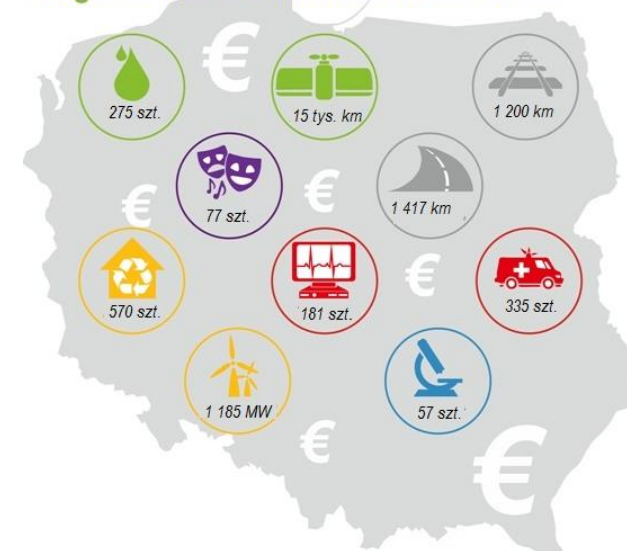 275 szt.
15 tys. km
1 200 km
77 szt.
1 417 km
570 szt.
181 szt.
335 szt.
1 185 MW
57 szt.